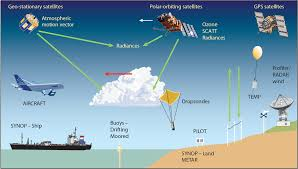 Geo-stationary satellites
Polar-orbiting satellites
GPS satellites
Atmospheric
motion vector
Ozone
SCATT
Radiances
Radiances
Profiler/
RADAR
wind
AIRCRAFT
Dropsondes
TEMP
SYNOP - Ship
Buoys -
Drifting
Moored
PILOT
SYNOP - Land
METAR